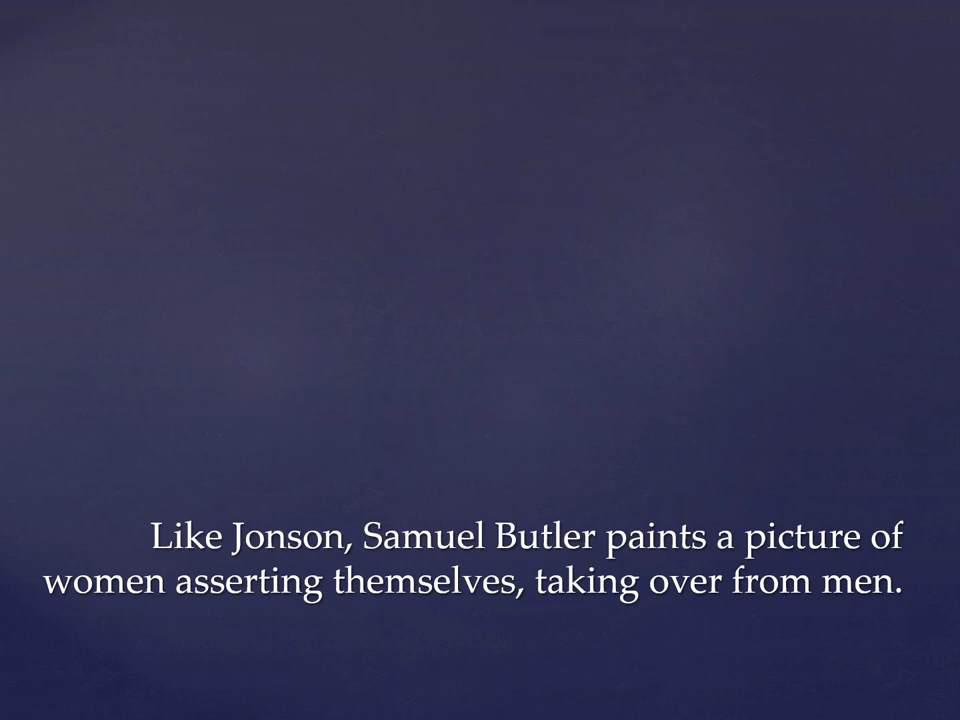 Like Jonson, Samuel Butler paints a picture of
women asserting themselves, taking over from men.